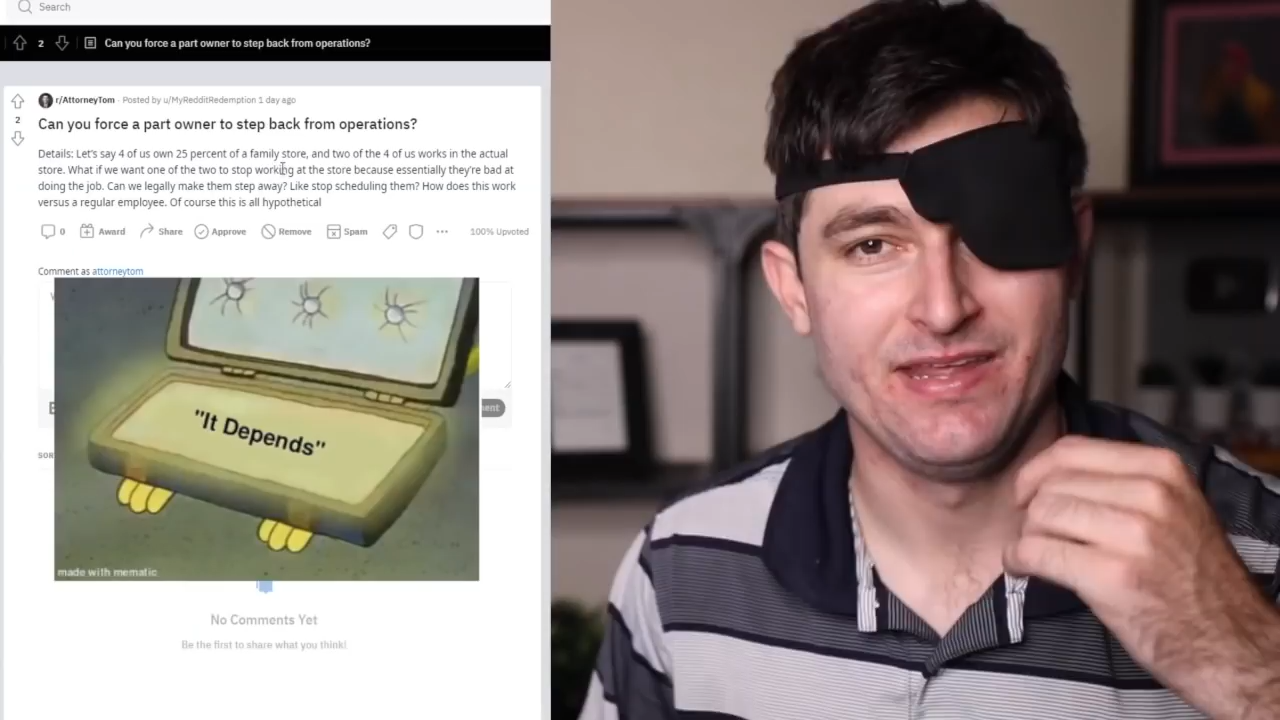 Search
2
Can you force a part owner to step back from operations?
r/AttorneyTom · Posted by u/MyRedditRedemption 1 day ago
2
Can you force a part owner to step back from operations?
Details: Let's say 4 of us own 25 percent of a family store, and two of the 4 of us works in the actual
store. What if we want one of the two to stop working at the store because essentially they're bad at
doing the job. Can we legally make them step away? Like stop scheduling them? How does this work
versus a regular employee. Of course this is all hypothetical
0 Award Share Approve Remove Spam ··· 100% Upvoted
Comment as attorneytom
"It Depends"
made with mematic
No Comments Yet
Be the first to share what you think!